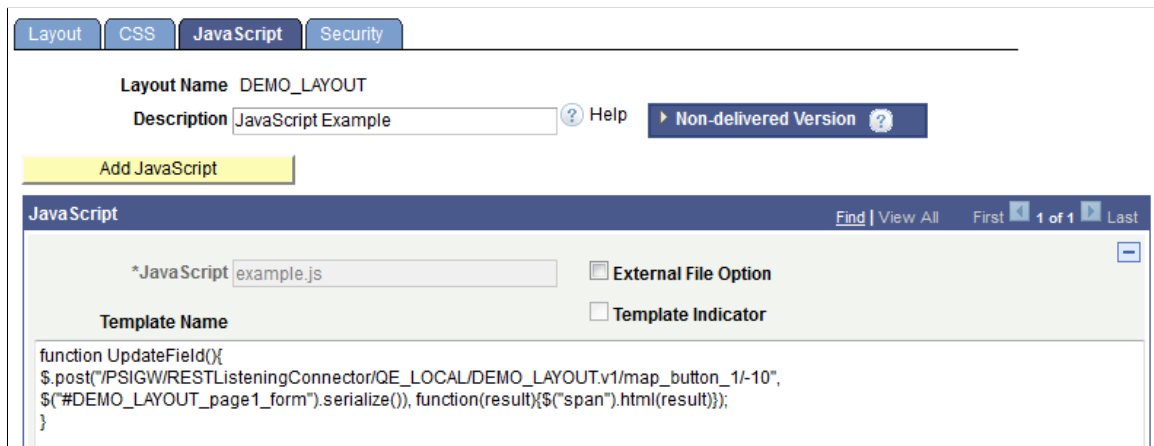 Layout CSS JavaScript Security
Layout Name DEMO_LAYOUT
Description JavaScript Example ? Help Non-delivered Version ?
Add JavaScript
JavaScript Find | View All First 1 of 1 Last
*JavaScript example.js External File Option
Template Name Template Indicator
function UpdateField(){
$.post("/PSIGW/RESTListeningConnector/QE_LOCAL/DEMO_LAYOUT.v1/map_button_1/-10",
$("#DEMO_LAYOUT_page1_form").serialize()), function(result){$("span").html(result)});
}